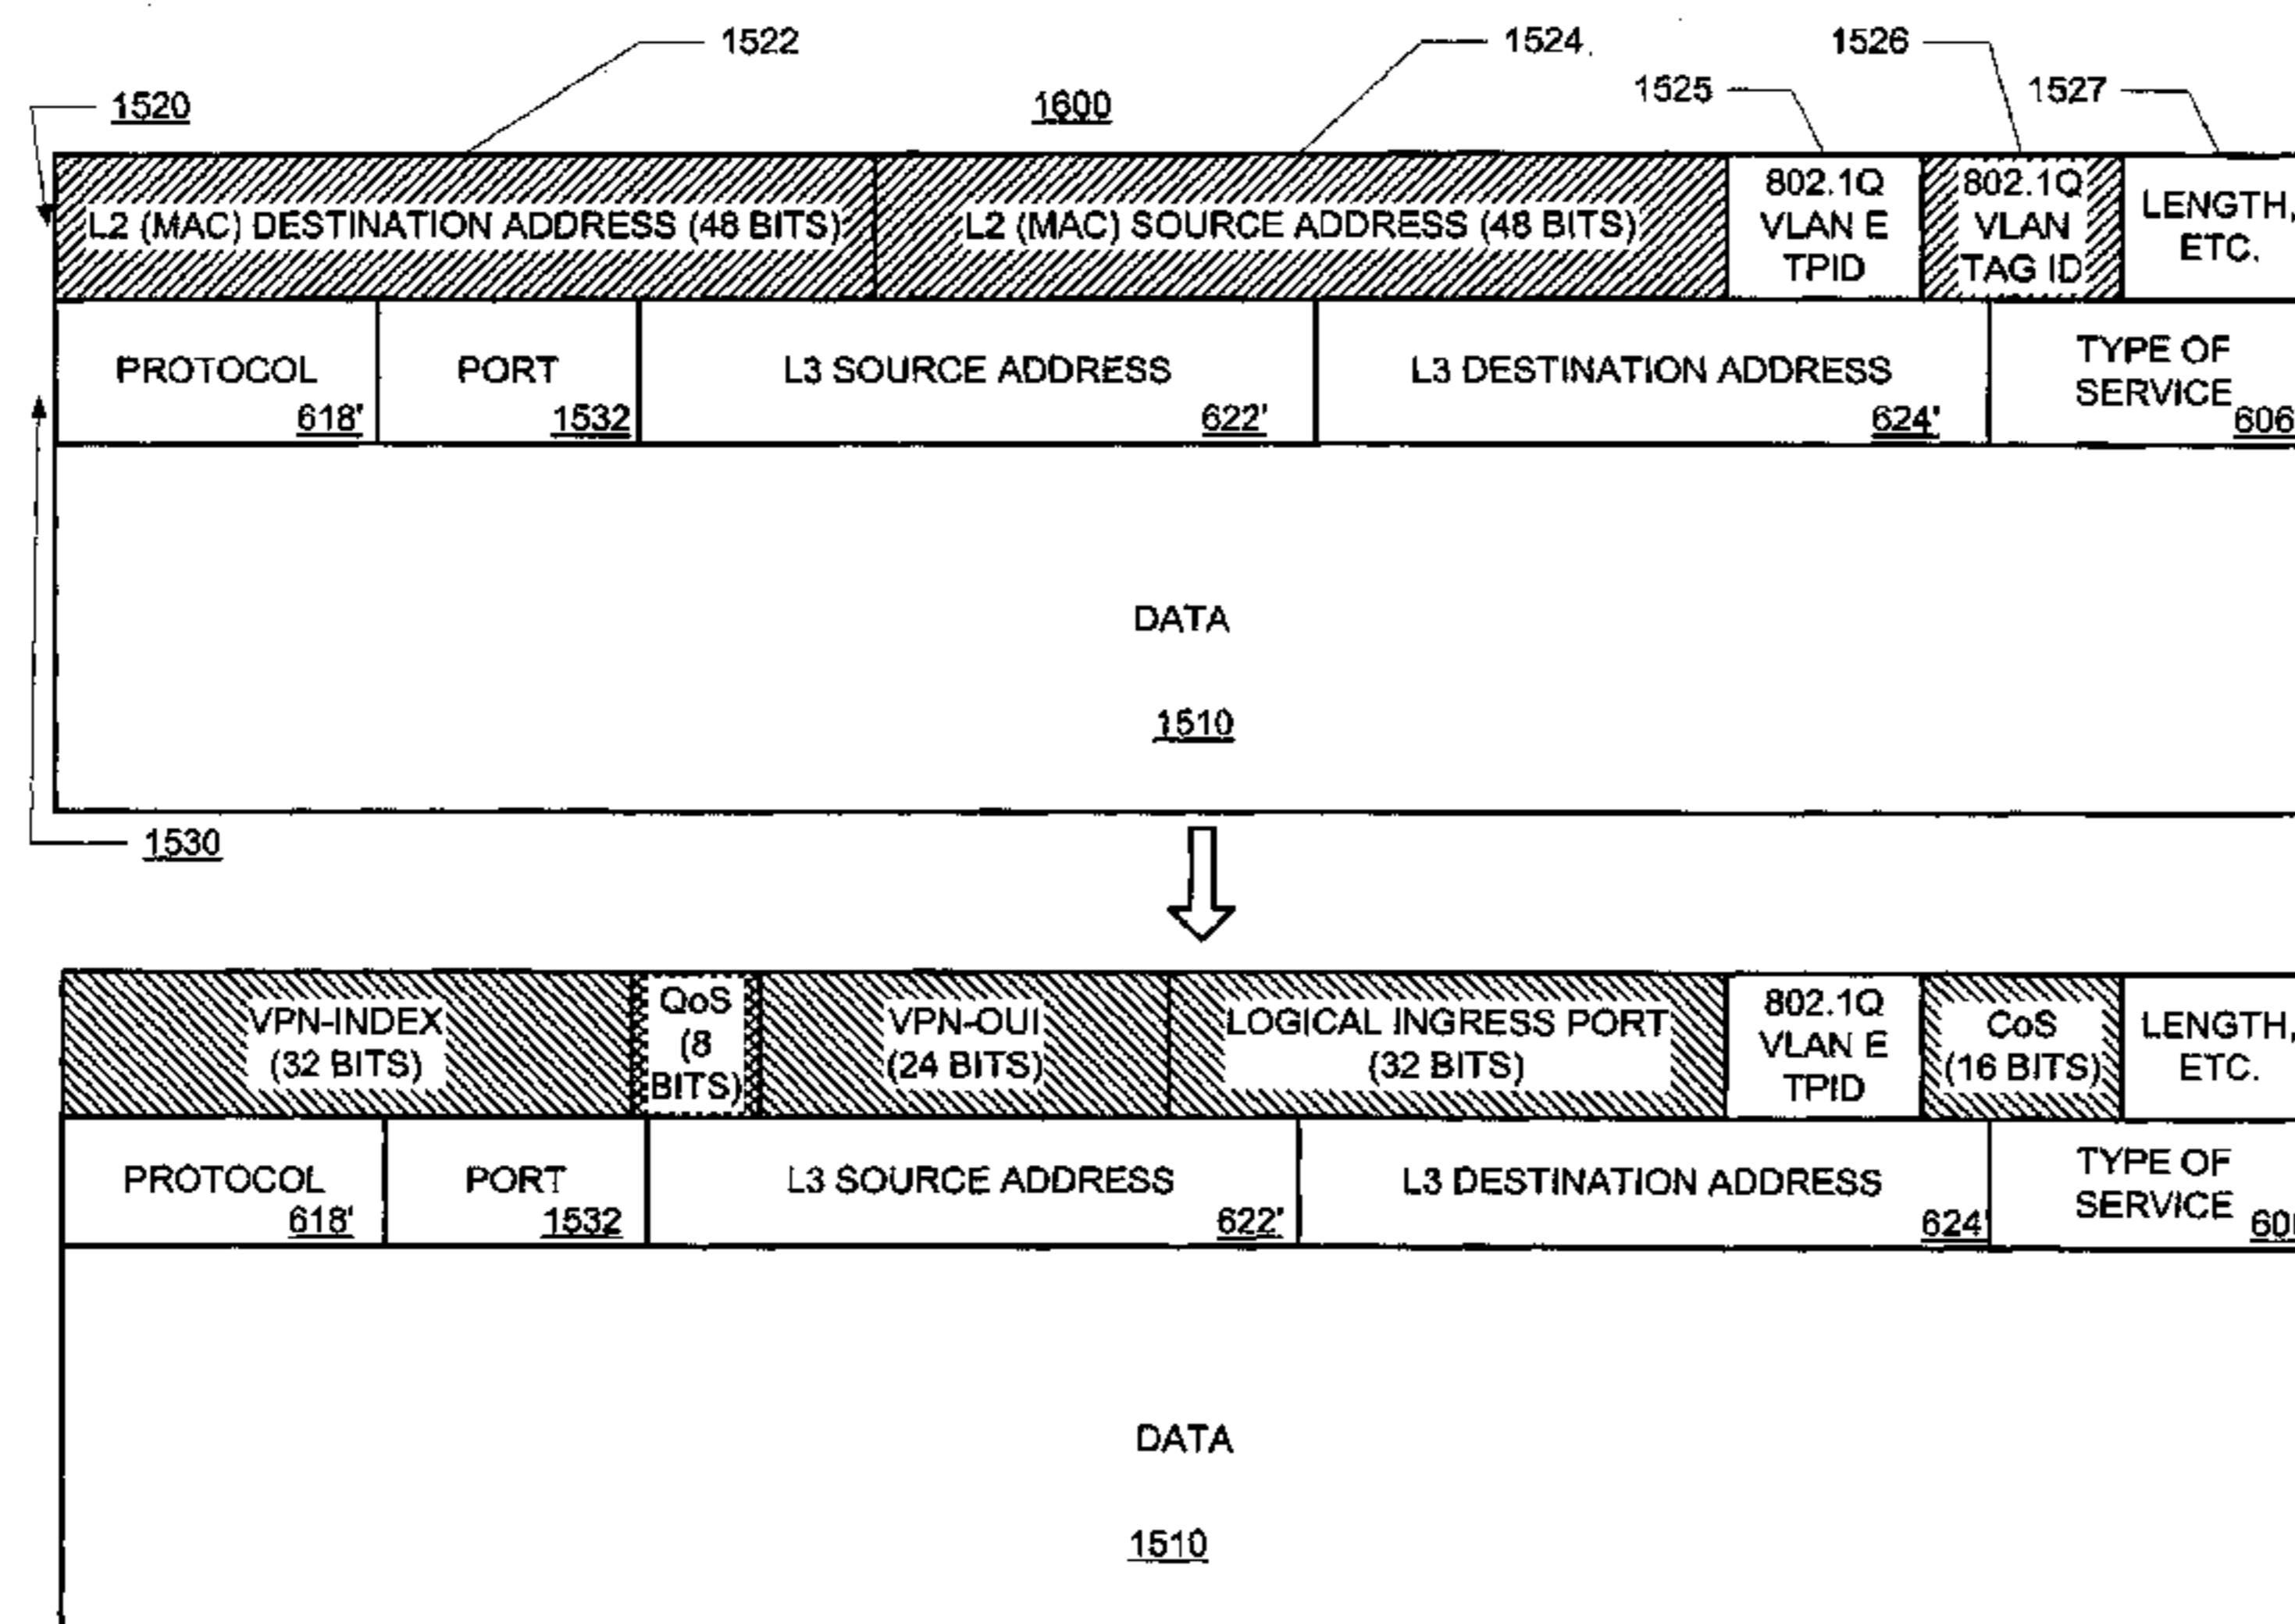 1522
1524
1526
1525
1527
1520
1600
L2 (MAC) DESTINATION ADDRESS (48 BITS)
L2 (MAC) SOURCE ADDRESS (48 BITS)
802.1Q
VLAN E
TPID
802.1Q
VLAN
TAG ID
LENGTH,
ETC.
PROTOCOL
618'
PORT
1532
L3 SOURCE ADDRESS
622'
L3 DESTINATION ADDRESS
624'
TYPE OF
SERVICE
606
DATA
1510
1530
VPN-INDEX
(32 BITS)
QoS
(8
BITS)
VPN-OUI
(24 BITS)
LOGICAL INGRESS PORT
(32 BITS)
802.1Q
VLAN E
TPID
CoS
(16 BITS)
LENGTH,
ETC.
PROTOCOL
618'
PORT
1532
L3 SOURCE ADDRESS
622'
L3 DESTINATION ADDRESS
624'
TYPE OF
SERVICE
DATA
1510